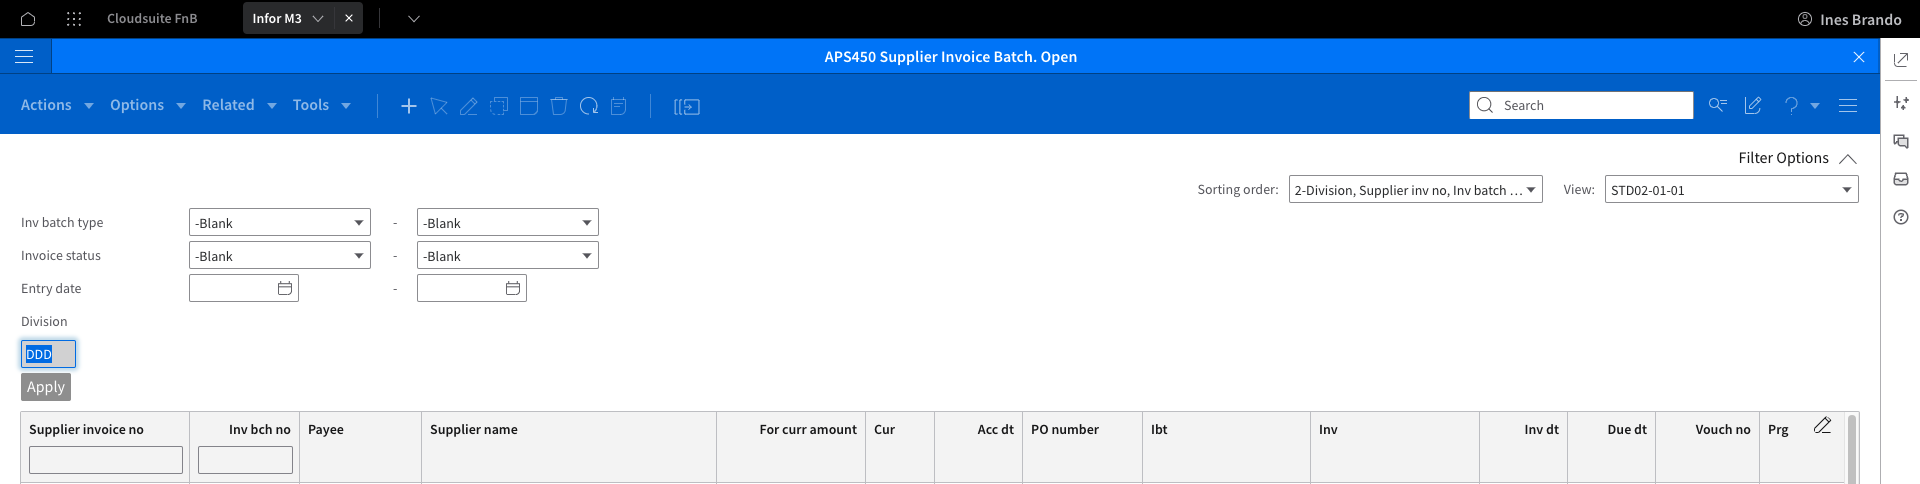 Cloudsuite FnB Infor M3 Ines Brando
APS450 Supplier Invoice Batch. Open
Actions Options Related Tools Search
Filter Options
Sorting order: 2-Division, Supplier inv no, Inv batch ... View: STD02-01-01
Inv batch type -Blank - -Blank
Invoice status -Blank - -Blank
Entry date -
Division
DDD
Apply
Supplier invoice no Inv bch no Payee Supplier name For curr amount Cur Acc dt PO number Ibt Inv Inv dt Due dt Vouch no Prg